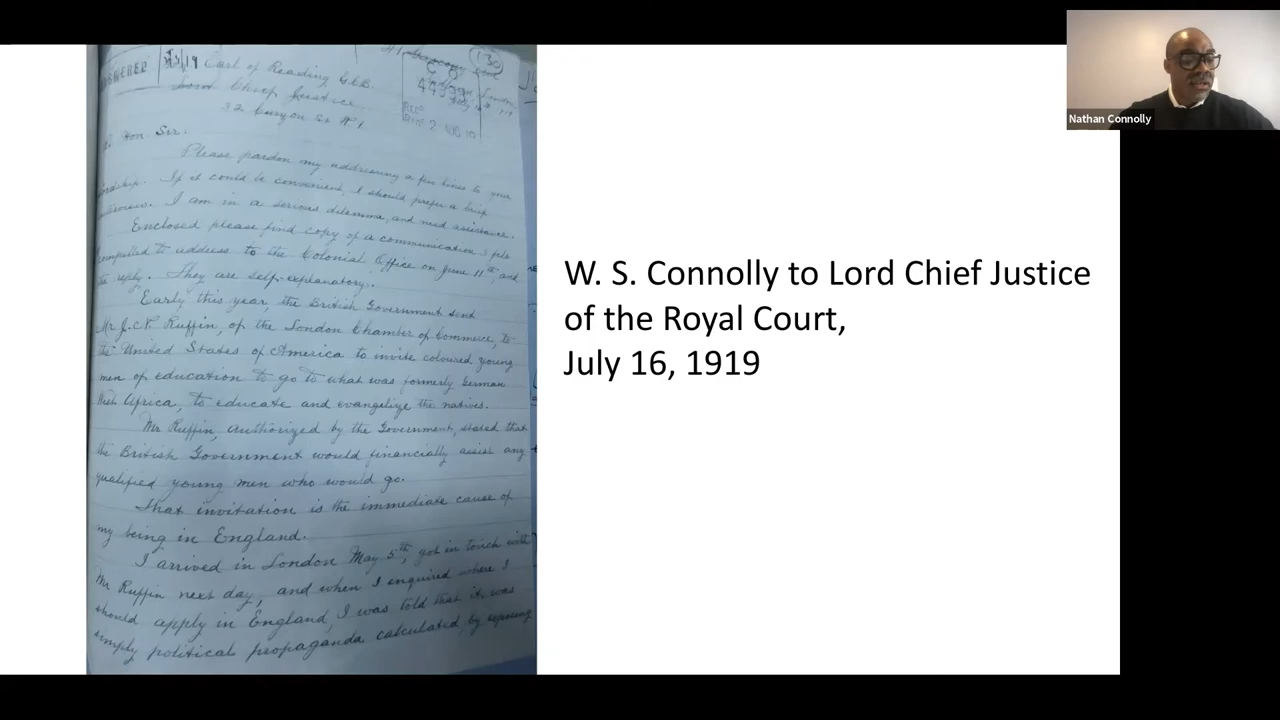 Earl of Reading G.C.B.
Lord Chief Justice
32 Curzon St W.1
130
Hon Sir.
Please pardon my addressing a few lines to your
lordship. If it could be convenient, I should prefer a brief
interview. I am in a serious dilemma, and need assistance.
Enclosed please find copy of a communication I felt
compelled to address to the Colonial Office on June 11th, and
the reply. They are self-explanatory.
Early this year, the British Government sent
Mr J.C.K. Ruffin, of the London Chamber of Commerce, to
the United States of America to invite coloured young
men of education to go to what was formerly German
West Africa, to educate and evangelize the natives.
Mr Ruffin, authorized by the Government, stated that
the British Government would financially assist any
qualified young men who would go.
That invitation is the immediate cause of
my being in England.
I arrived in London May 5th, got in touch with
Mr Ruffin next day, and when I enquired where I
should apply in England, I was told that it was
simply political propaganda calculated, by
W. S. Connolly to Lord Chief Justice
of the Royal Court,
July 16, 1919
Nathan Connolly